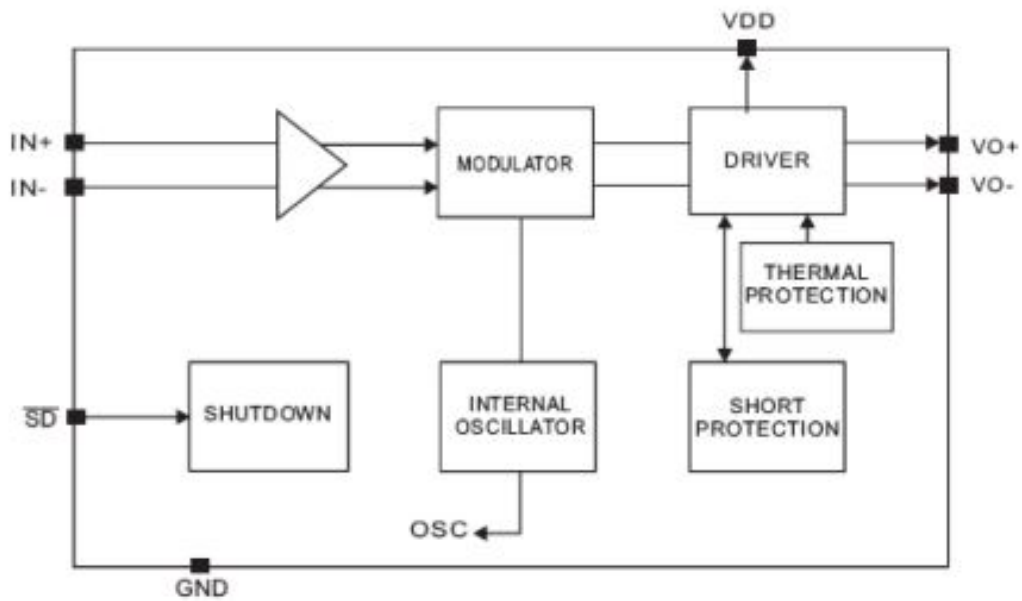 VDD
IN+
MODULATOR
DRIVER
VO+
IN-
VO-
THERMAL
PROTECTION
SD
SHUTDOWN
INTERNAL
OSCILLATOR
SHORT
PROTECTION
OSC
GND